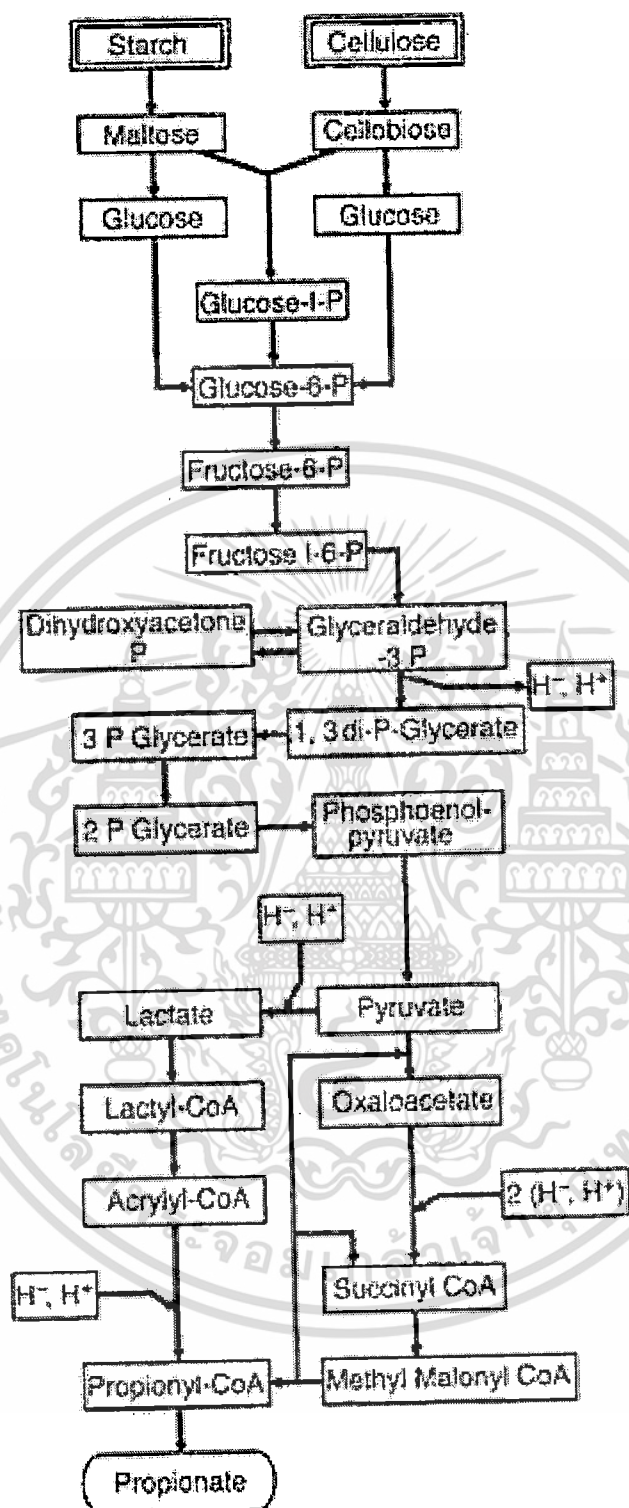 Starch
Cellulose
Maltose
Cellobiose
Glucose
Glucose
Glucose-1-P
Glucose-6-P
Fructose-6-P
Fructose 1-6-P
Dihydroxyacetone
P
Glyceraldehyde
-3 P
H⁻, H⁺
3 P Glycerate
1, 3 di-P-Glycerate
2 P Glycerate
Phosphoenol-
pyruvate
H⁻, H⁺
Lactate
Pyruvate
Lactyl-CoA
Oxaloacetate
Acrylyl-CoA
2 (H⁻, H⁺)
Succinyl CoA
H⁻, H⁺
Propionyl-CoA
Methyl Malonyl CoA
Propionate